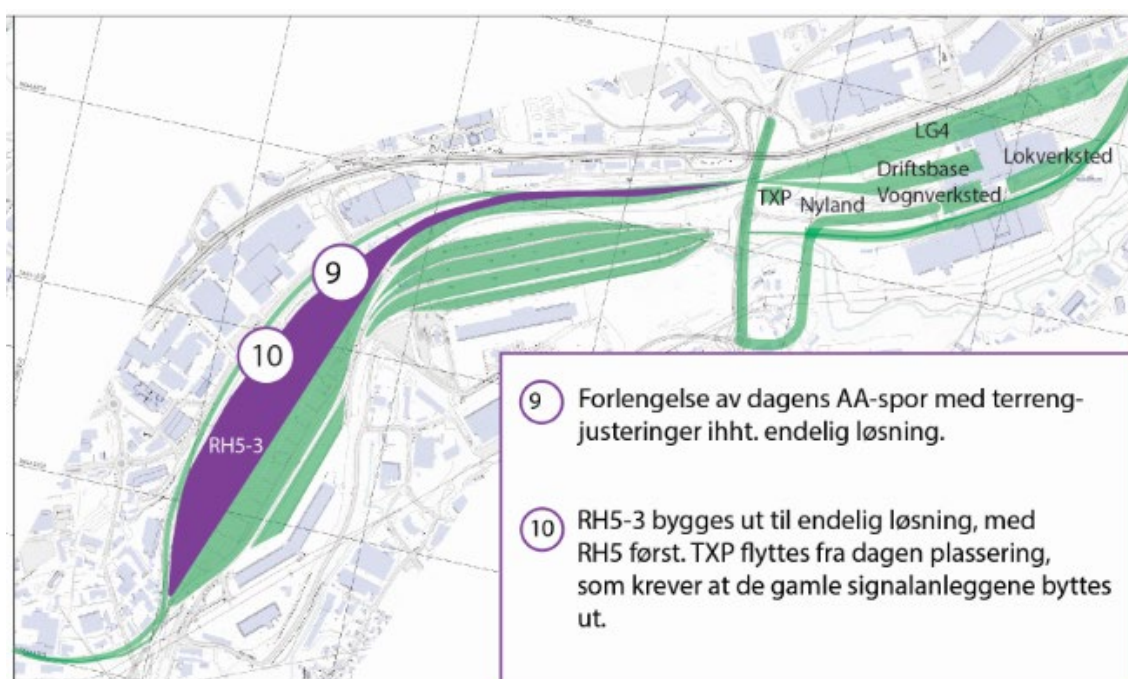 LG4
Driftsbase
Lokverksted
TXP
Nyland
Vognverksted
9
10
RH5-3
9 Forlengelse av dagens AA-spor med terreng-
justeringer ihht. endelig løsning.
10 RH5-3 bygges ut til endelig løsning, med
RH5 først. TXP flyttes fra dagen plassering,
som krever at de gamle signalanleggene byttes
ut.